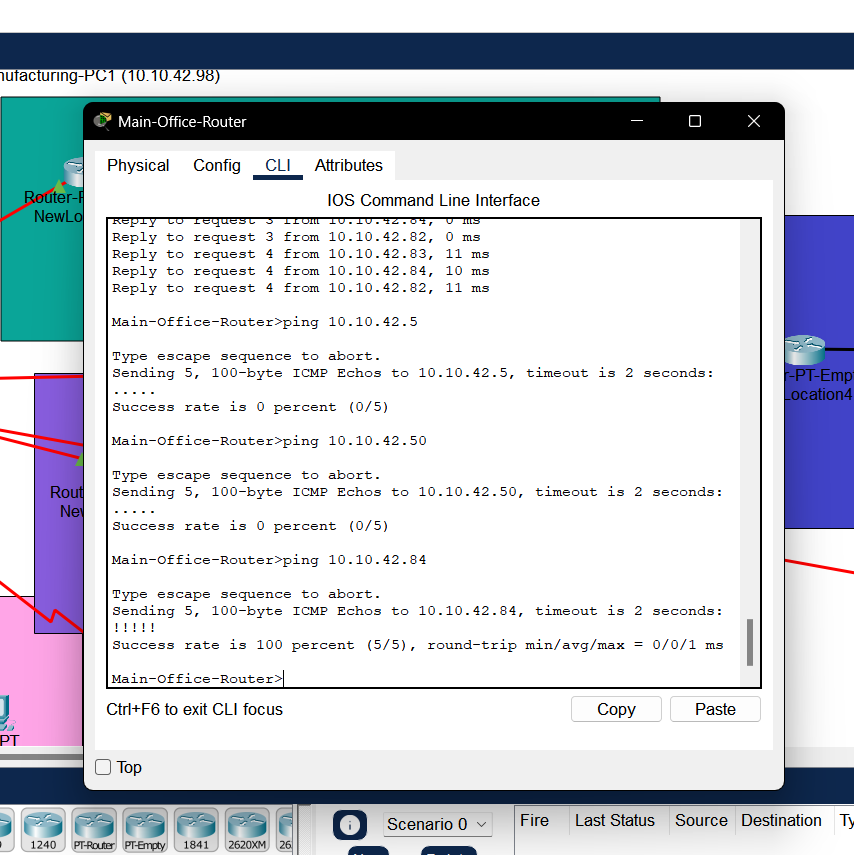 nufacturing-PC1 (10.10.42.98)
Main-Office-Router
Physical Config CLI Attributes
IOS Command Line Interface
Reply to request 3 from 10.10.42.84, 0 ms
Reply to request 3 from 10.10.42.82, 0 ms
Reply to request 4 from 10.10.42.83, 11 ms
Reply to request 4 from 10.10.42.84, 10 ms
Reply to request 4 from 10.10.42.82, 11 ms
Main-Office-Router>ping 10.10.42.5
Type escape sequence to abort.
Sending 5, 100-byte ICMP Echos to 10.10.42.5, timeout is 2 seconds:
.....
Success rate is 0 percent (0/5)
Main-Office-Router>ping 10.10.42.50
Type escape sequence to abort.
Sending 5, 100-byte ICMP Echos to 10.10.42.50, timeout is 2 seconds:
.....
Success rate is 0 percent (0/5)
Main-Office-Router>ping 10.10.42.84
Type escape sequence to abort.
Sending 5, 100-byte ICMP Echos to 10.10.42.84, timeout is 2 seconds:
!!!!!
Success rate is 100 percent (5/5), round-trip min/avg/max = 0/0/1 ms
Main-Office-Router>
Ctrl+F6 to exit CLI focus
Copy Paste
Top
Router-P
NewLo
Rout
New
PT
r-PT-Empt
Location4
1240 PT-Router PT-Empty 1841 2620XM 262
Scenario 0
Fire Last Status Source Destination Ty